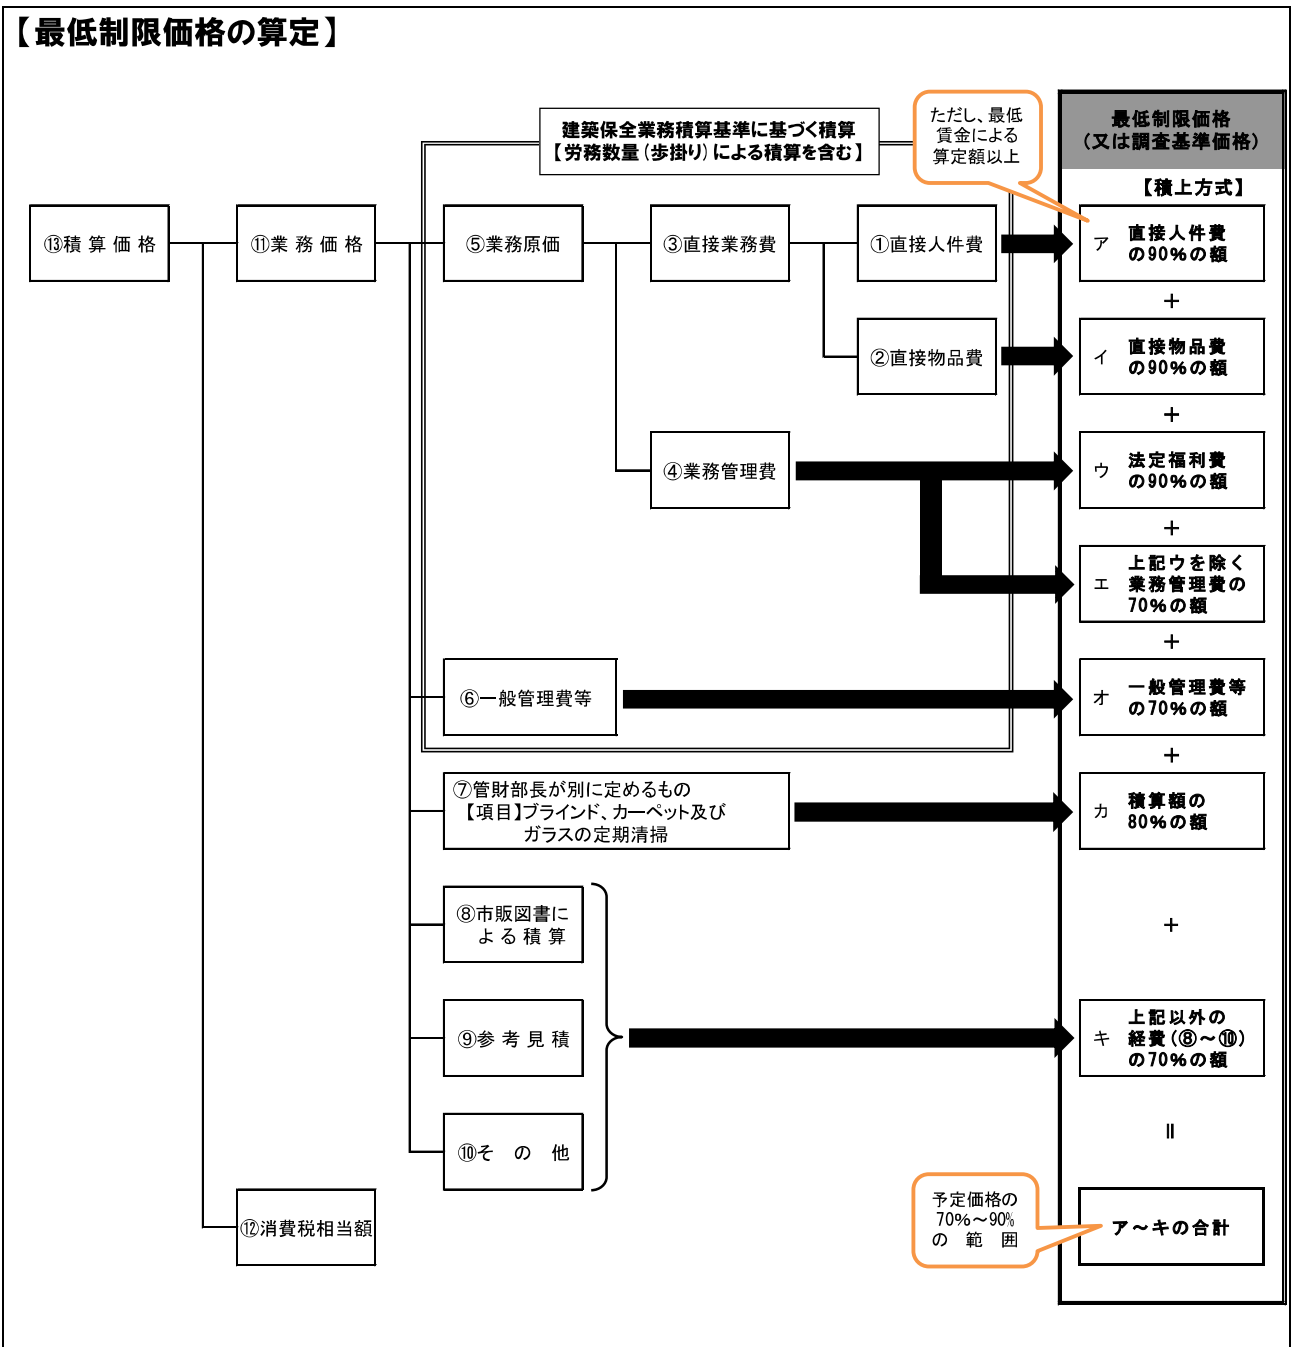 【最低制限価格の算定】
建築保全業務積算基準に基づく積算
【労務数量（歩掛り）による積算を含む】
ただし、最低
賃金による
算定額以上
最低制限価格
（又は調査基準価格）
【積上方式】
⑬積算価格
⑪業務価格
⑤業務原価
③直接業務費
①直接人件費
ア
直接人件費
の90%の額
＋
②直接物品費
イ
直接物品費
の90%の額
＋
④業務管理費
ウ
法定福利費
の90%の額
＋
エ
上記ウを除く
業務管理費の
70%の額
＋
⑥一般管理費等
オ
一般管理費等
の70%の額
＋
⑦管財部長が別に定めるもの
【項目】ブラインド、カーペット及び
ガラスの定期清掃
カ
積算額の
80%の額
⑧市販図書に
よる積算
＋
⑨参考見積
キ
上記以外の
経費（⑧～⑩）
の70%の額
⑩その他
＝
⑫消費税相当額
予定価格の
70%～90%
の範囲
ア～キの合計